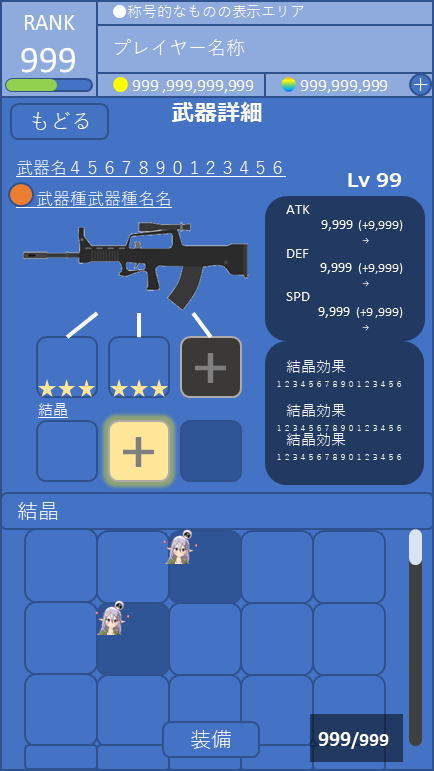 RANK
999
●称号的なものの表示エリア
プレイヤー名称
999 ,999,999,999
999,999,999
もどる
武器詳細
武器名４５６７８９０１２３４５６
武器種武器種名名
Lv 99
ATK
9,999 (+9,999)
→
DEF
9,999 (+9,999)
→
SPD
9,999 (+9 ,999)
→
結晶
結晶効果
１２３４５６７８９０１２３４５６
結晶効果
１２３４５６７８９０１２３４５６
結晶効果
１２３４５６７８９０１２３４５６
結晶
装備
999/999